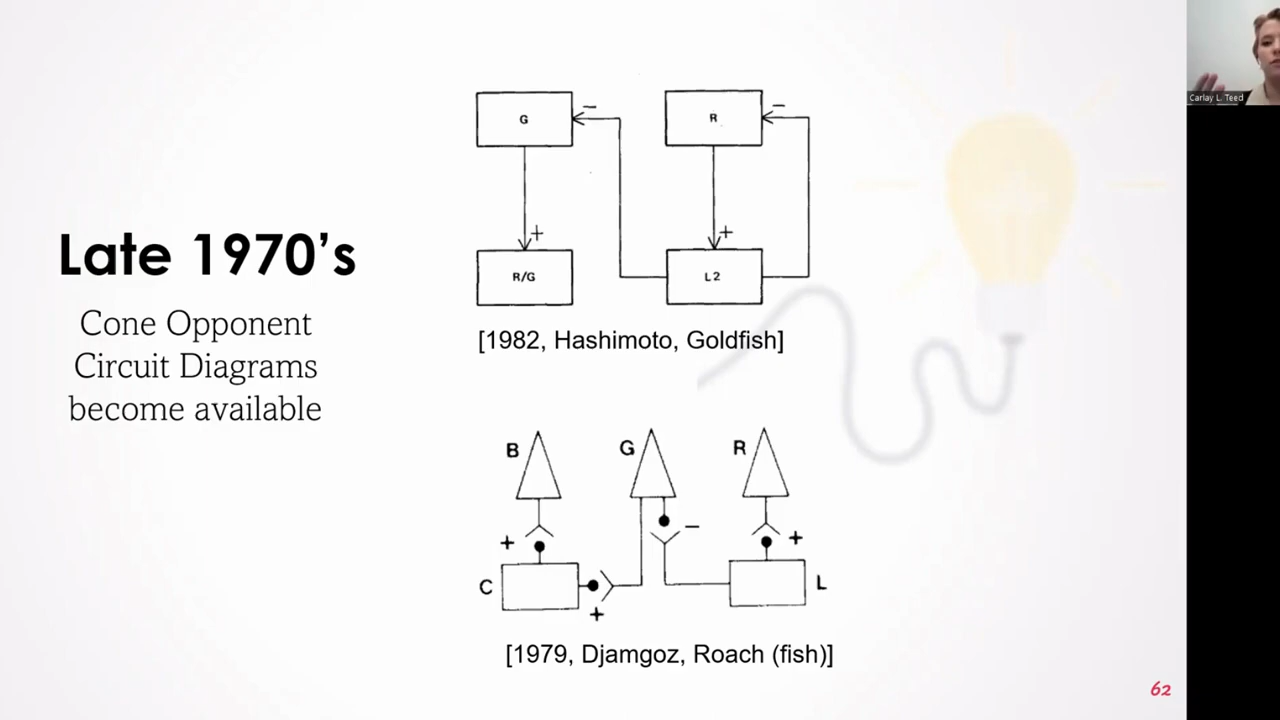 Late 1970's
Cone Opponent
Circuit Diagrams
become available
G
−
R
−
+
+
R/G
L2
[1982, Hashimoto, Goldfish]
B
G
R
+
−
+
C
+
L
[1979, Djamgoz, Roach (fish)]
62
Carlay L. Teed